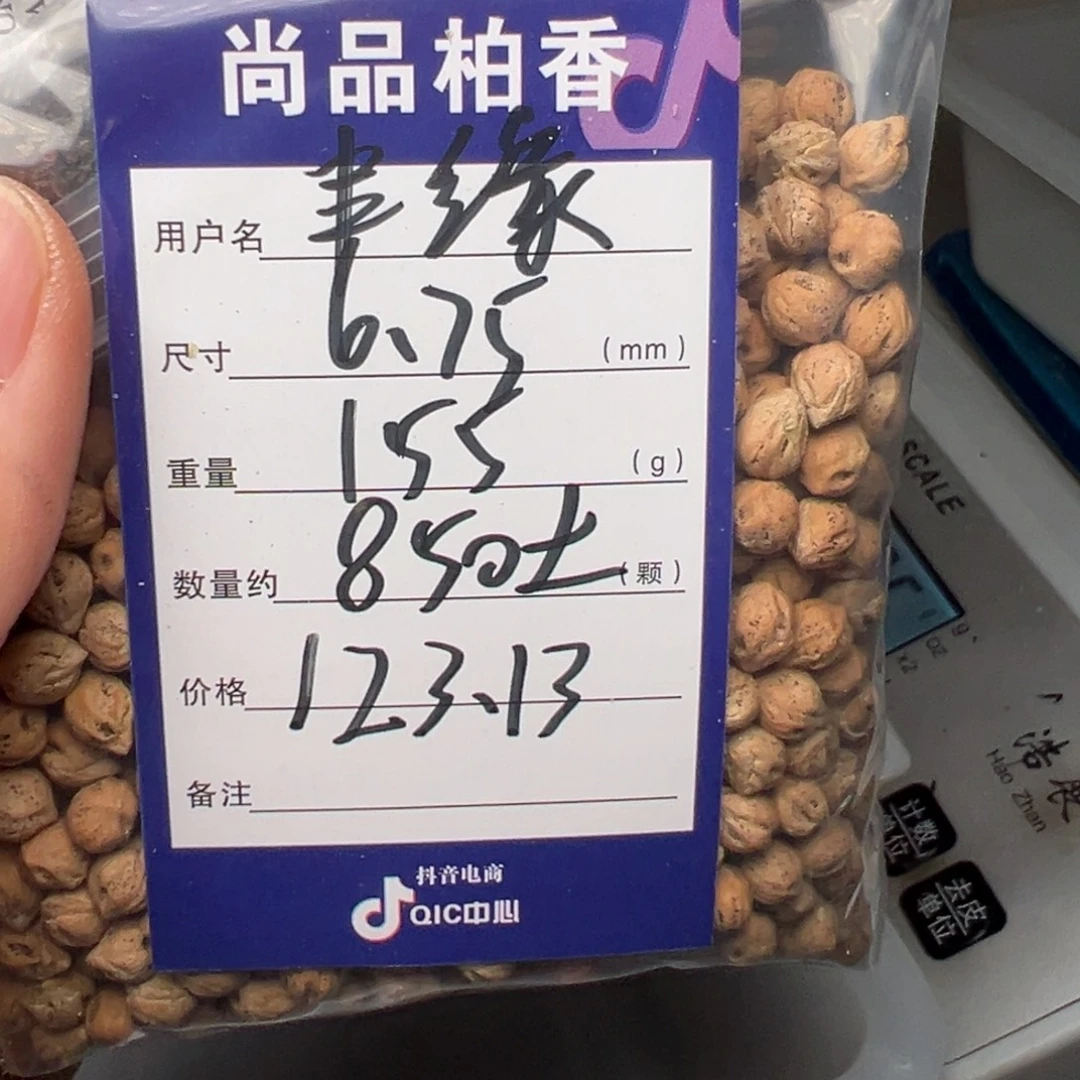 尚品柏香
用户名 缘
尺寸 6.75 (mm)
重量 155 (g)
数量约 850± (颗)
价格 123.13
备注
抖音电商
QIC中心
SCALE
g
oz
x2
浩展
Hao Zhan
计数
单位
去皮
单位